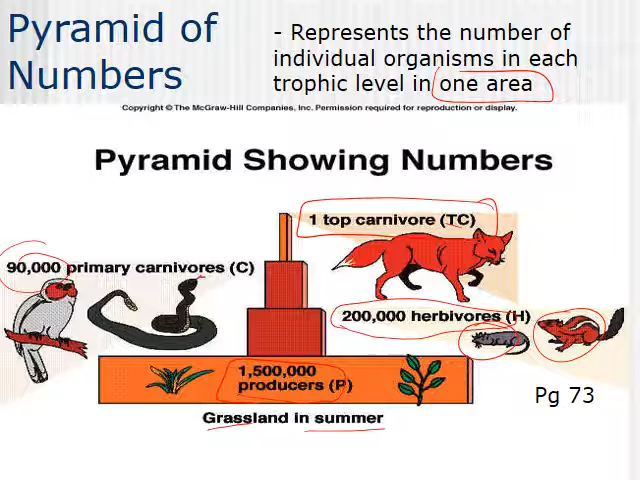 Pyramid of
Numbers
- Represents the number of
individual organisms in each
trophic level in one area
Copyright © The McGraw-Hill Companies, Inc. Permission required for reproduction or display.
Pyramid Showing Numbers
1 top carnivore (TC)
90,000 primary carnivores (C)
200,000 herbivores (H)
1,500,000
producers (P)
Pg 73
Grassland in summer